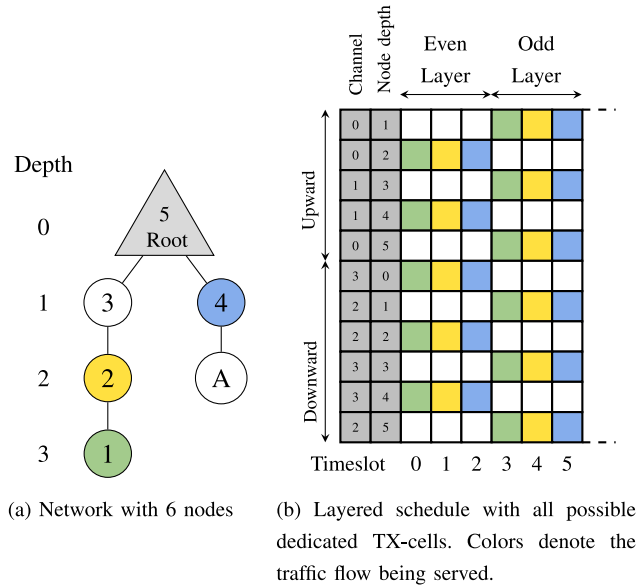 Depth
0
1
2
3
5
Root
3
4
2
A
1
(a) Network with 6 nodes
Channel
Node depth
Even
Layer
Odd
Layer
Upward
Downward
0 1
0 2
1 3
1 4
0 5
3 0
2 1
2 2
3 3
3 4
2 5
Timeslot 0 1 2 3 4 5
(b) Layered schedule with all possible
dedicated TX-cells. Colors denote the
traffic flow being served.